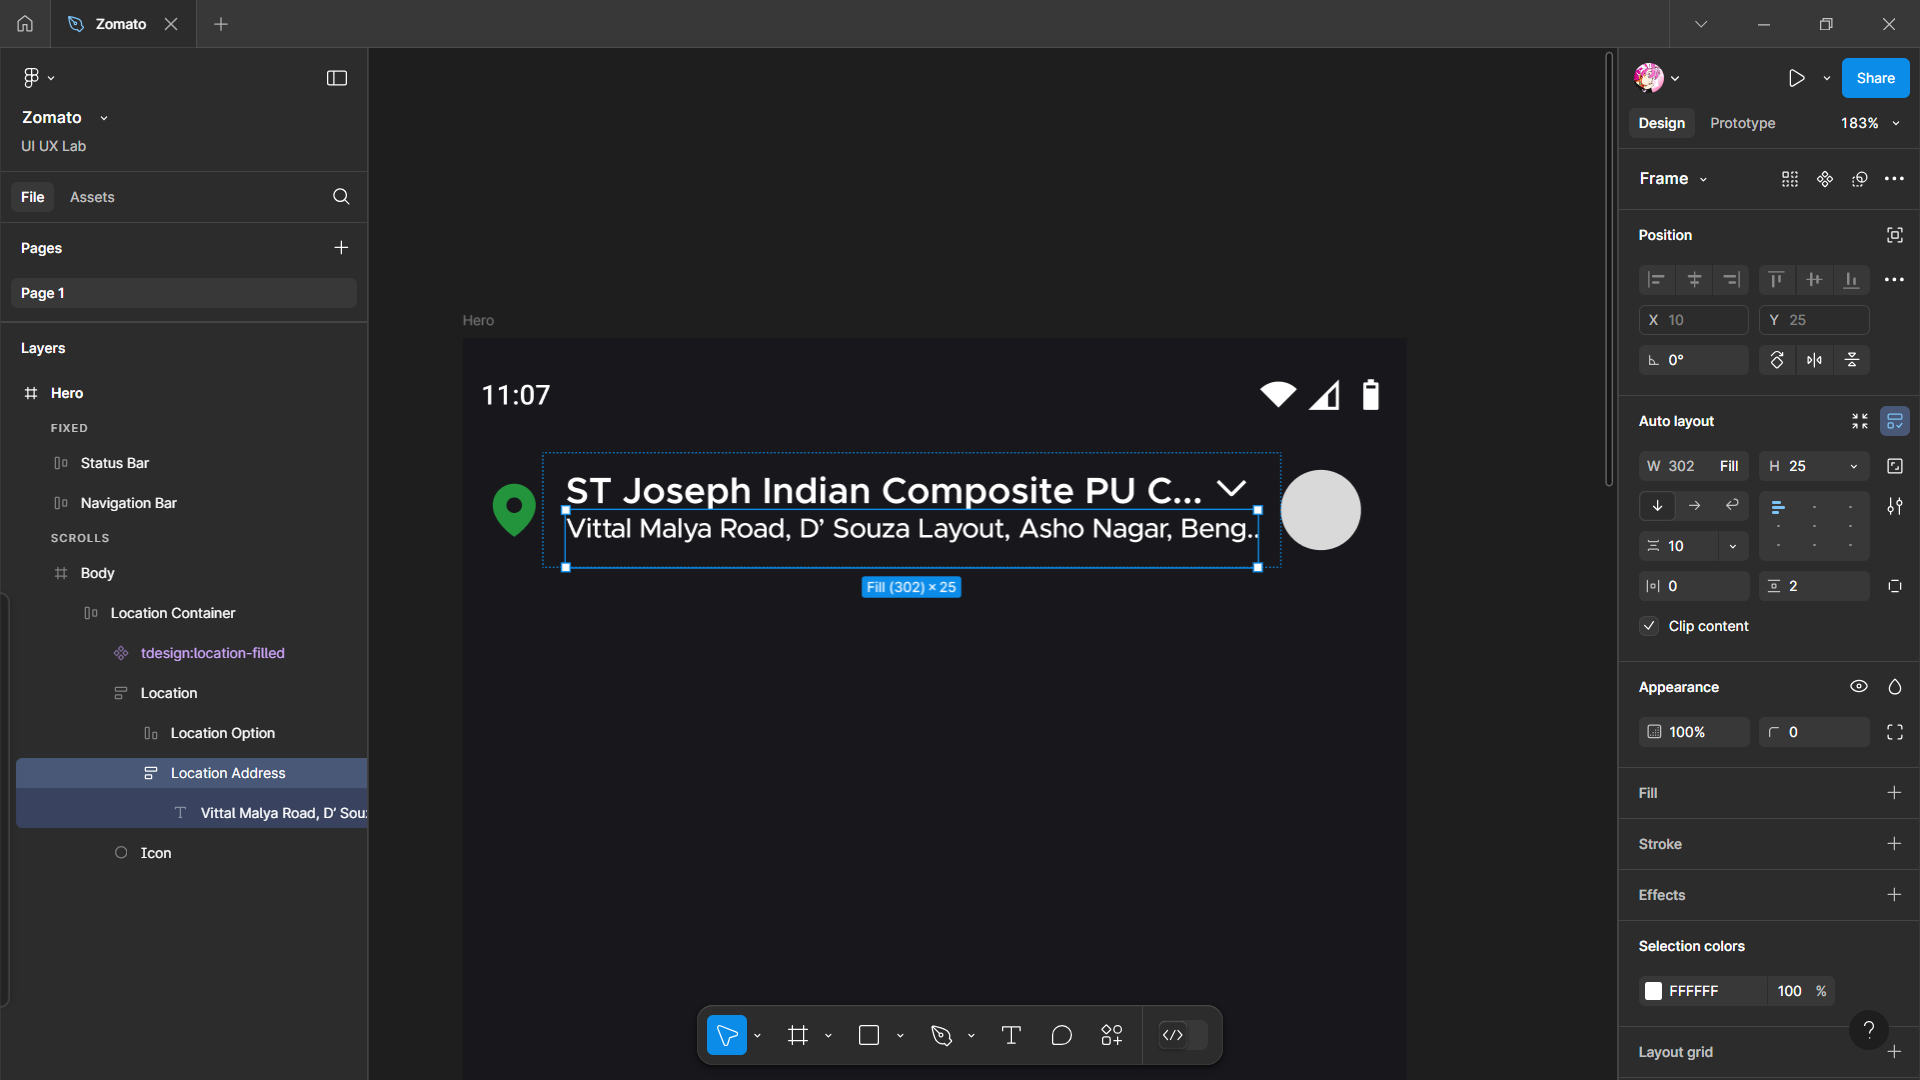 Zomato
Zomato
UI UX Lab
File
Assets
Pages
Page 1
Layers
Hero
FIXED
Status Bar
Navigation Bar
SCROLLS
Body
Location Container
tdesign:location-filled
Location
Location Option
Location Address
Vittal Malya Road, D’ Sou
Icon
Hero
11:07
ST Joseph Indian Composite PU C...
Vittal Malya Road, D’ Souza Layout, Asho Nagar, Beng..
Fill (302) × 25
Share
Design
Prototype
183%
Frame
Position
X 10
Y 25
0°
Auto layout
W 302 Fill
H 25
10
0
2
Clip content
Appearance
100%
0
Fill
Stroke
Effects
Selection colors
FFFFFF 100 %
?
Layout grid